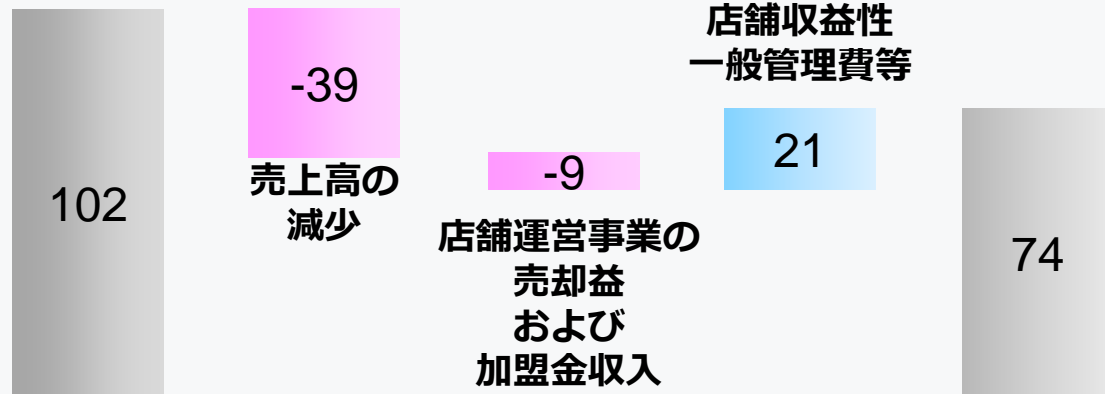 102
-39
売上高の
減少
-9
店舗運営事業の
売却益
および
加盟金収入
店舗収益性
一般管理費等
21
74